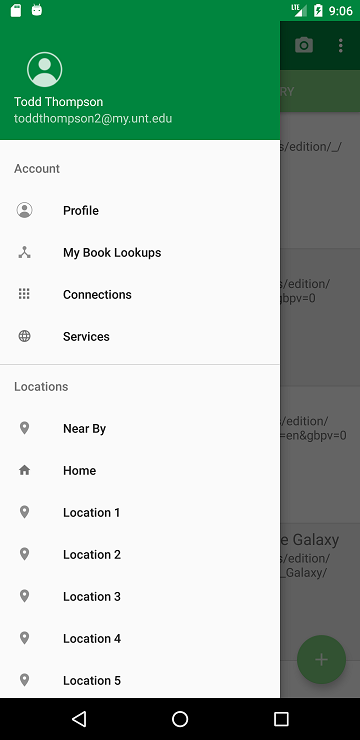 LTE 9:06
Todd Thompson
toddthompson2@my.unt.edu
RY
Account
s/edition/_/
Profile
My Book Lookups
s/edition/
gbpv=0
Connections
Services
Locations
Near By
s/edition/
=en&gbpv=0
Home
Location 1
e Galaxy
Location 2
s/edition/
_Galaxy/
Location 3
Location 4
Location 5